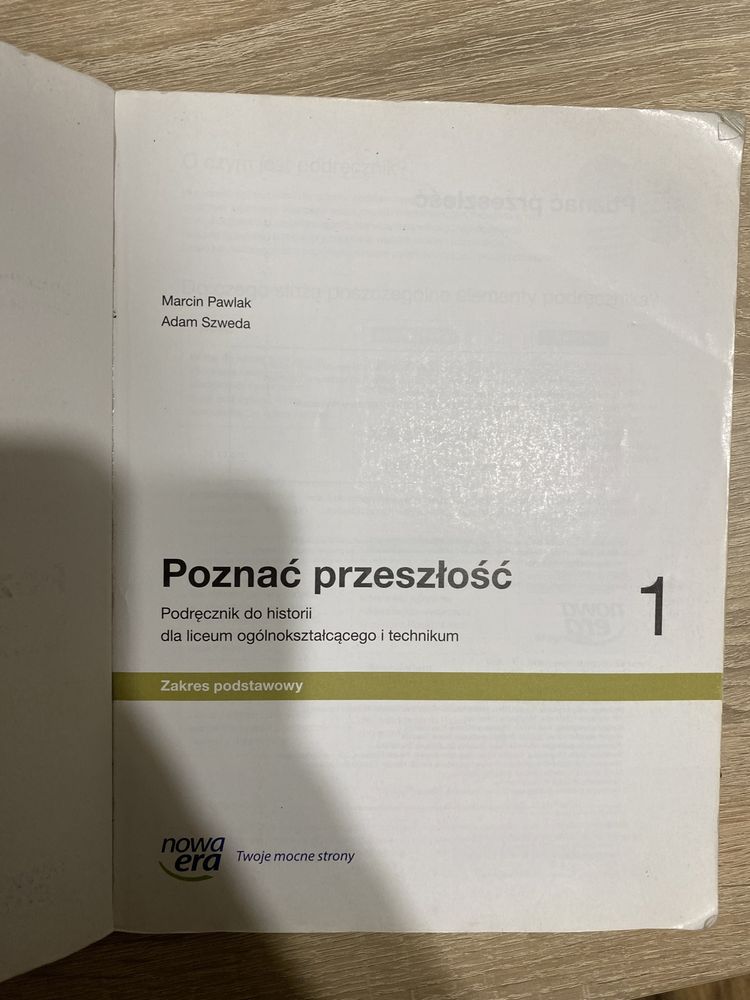 Marcin Pawlak
Adam Szweda
Poznać przeszłość
1
Podręcznik do historii
dla liceum ogólnokształcącego i technikum
Zakres podstawowy
nowa
era
Twoje mocne strony